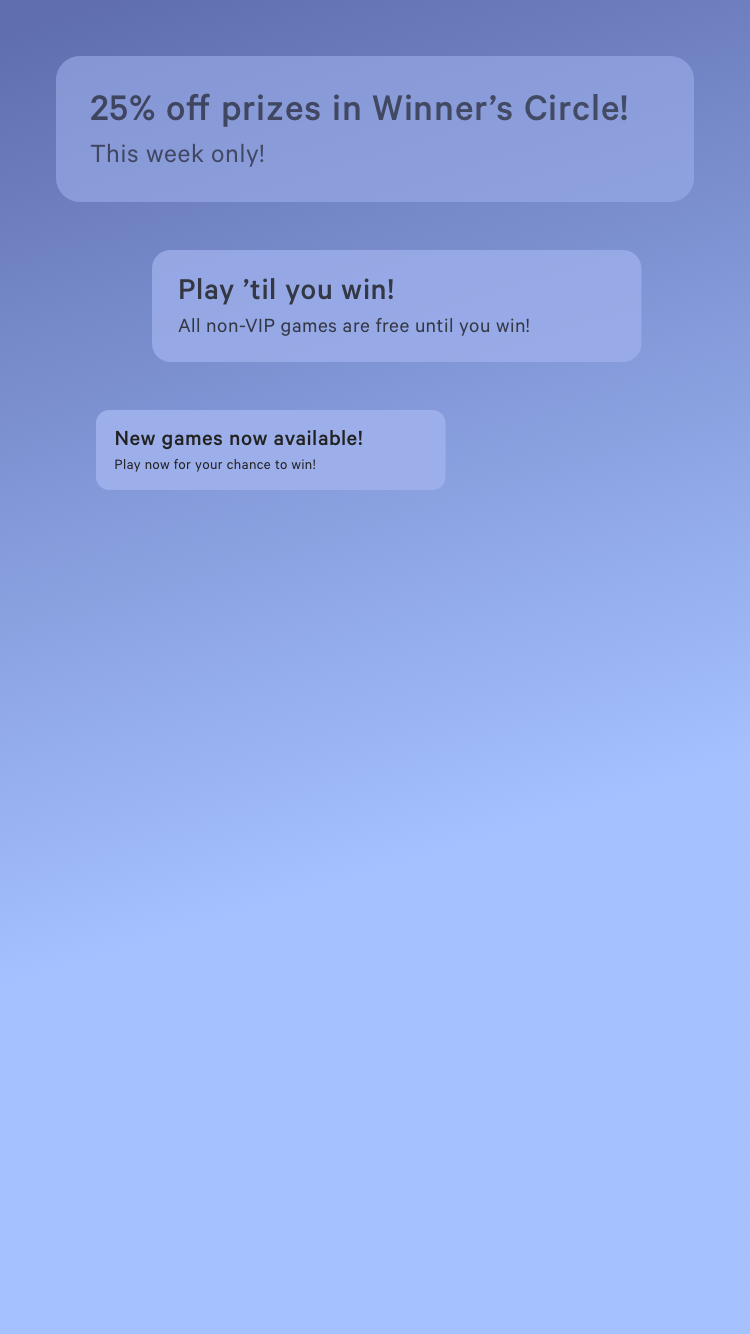 25% off prizes in Winner’s Circle!
This week only!
Play ’til you win!
All non-VIP games are free until you win!
New games now available!
Play now for your chance to win!